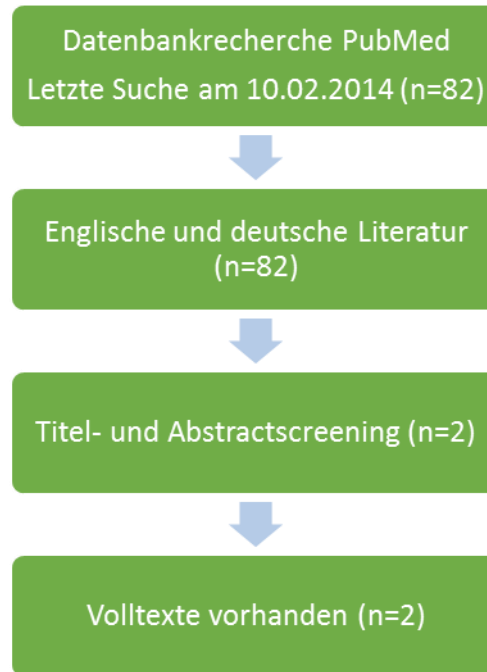 Datenbankrecherche PubMed
Letzte Suche am 10.02.2014 (n=82)
Englische und deutsche Literatur
(n=82)
Titel- und Abstractscreening (n=2)
Volltexte vorhanden (n=2)